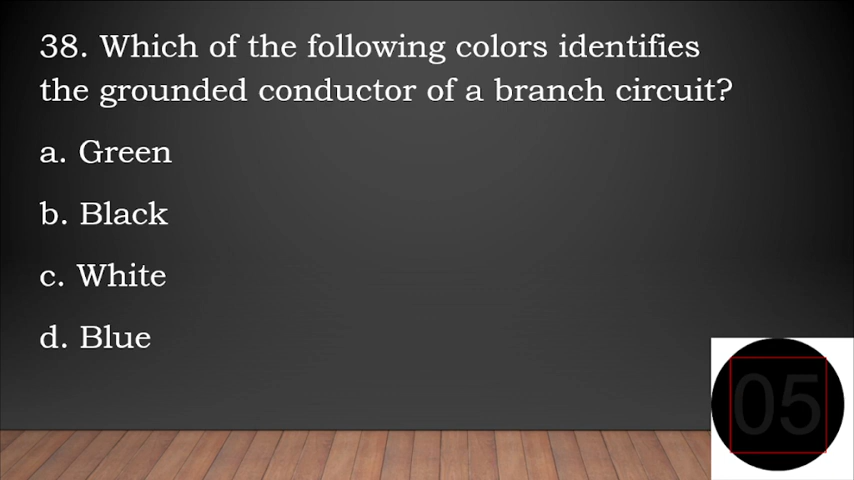 38. Which of the following colors identifies
the grounded conductor of a branch circuit?
a. Green
b. Black
c. White
d. Blue
05